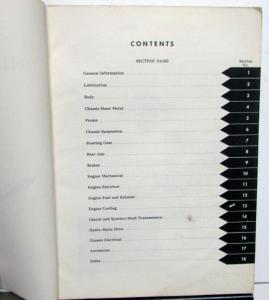 CONTENTS
SECTION NAME
Section
No.
General Information 1
Lubrication 2
Body 3
Chassis Sheet Metal 4
Frame 5
Chassis Suspension 6
Steering Gear 7
Rear Axle 8
Brakes 9
Engine Mechanical 10
Engine Electrical 11
Engine Fuel and Exhaust 12
Engine Cooling 13
Clutch and Synchro-Mesh Transmission 14
Hydra-Matic Drive 15
Chassis Electrical 16
Accessories 17
Index 18